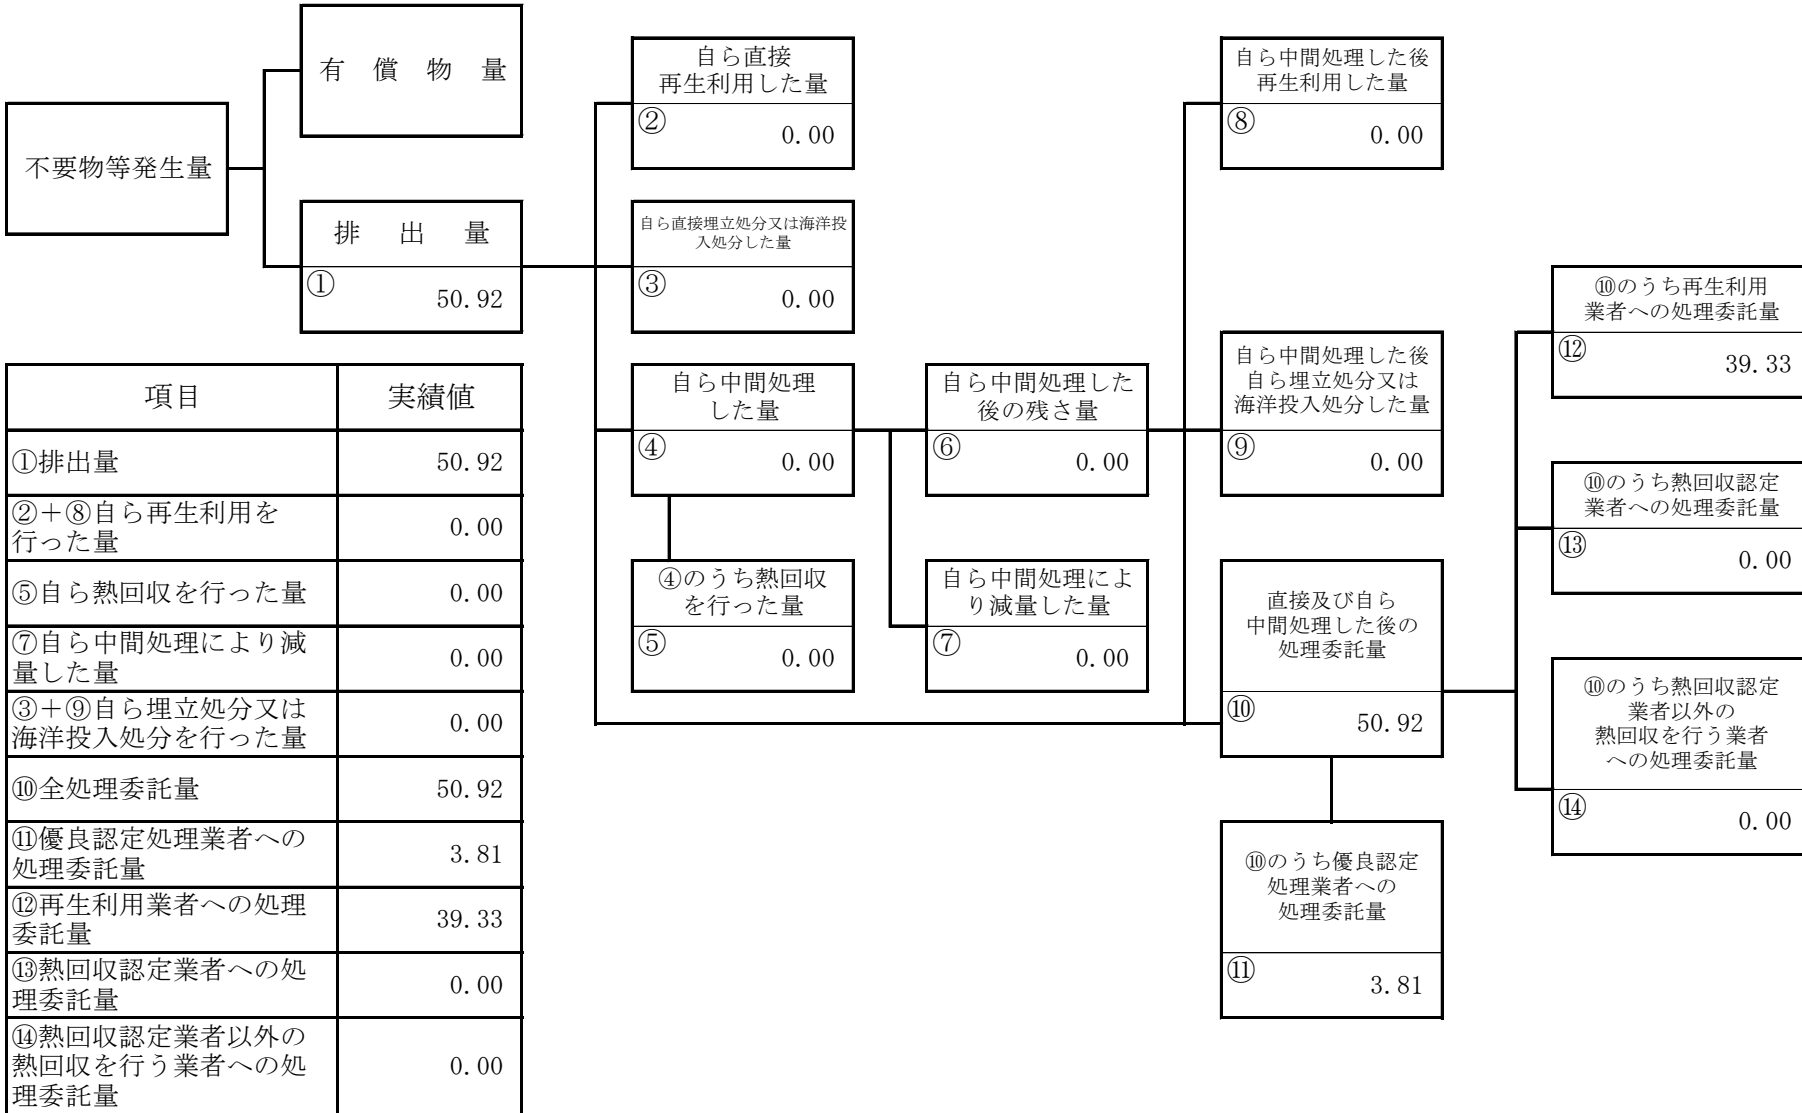 有　償　物　量
不要物等発生量
排　出　量
①
50.92
自ら直接
再生利用した量
②
0.00
自ら直接埋立処分又は海洋投
入処分した量
③
0.00
自ら中間処理
した量
④
0.00
④のうち熱回収
を行った量
⑤
0.00
自ら中間処理した
後の残さ量
⑥
0.00
自ら中間処理によ
り減量した量
⑦
0.00
自ら中間処理した後
再生利用した量
⑧
0.00
自ら中間処理した後
自ら埋立処分又は
海洋投入処分した量
⑨
0.00
直接及び自ら
中間処理した後の
処理委託量
⑩
50.92
⑩のうち優良認定
処理業者への
処理委託量
⑪
3.81
⑩のうち再生利用
業者への処理委託量
⑫
39.33
⑩のうち熱回収認定
業者への処理委託量
⑬
0.00
⑩のうち熱回収認定
業者以外の
熱回収を行う業者
への処理委託量
⑭
0.00
項目 実績値
①排出量 50.92
②＋⑧自ら再生利用を
行った量 0.00
⑤自ら熱回収を行った量 0.00
⑦自ら中間処理により減
量した量 0.00
③＋⑨自ら埋立処分又は
海洋投入処分を行った量 0.00
⑩全処理委託量 50.92
⑪優良認定処理業者への
処理委託量 3.81
⑫再生利用業者への処理
委託量 39.33
⑬熱回収認定業者への処
理委託量 0.00
⑭熱回収認定業者以外の
熱回収を行う業者への処
理委託量 0.00